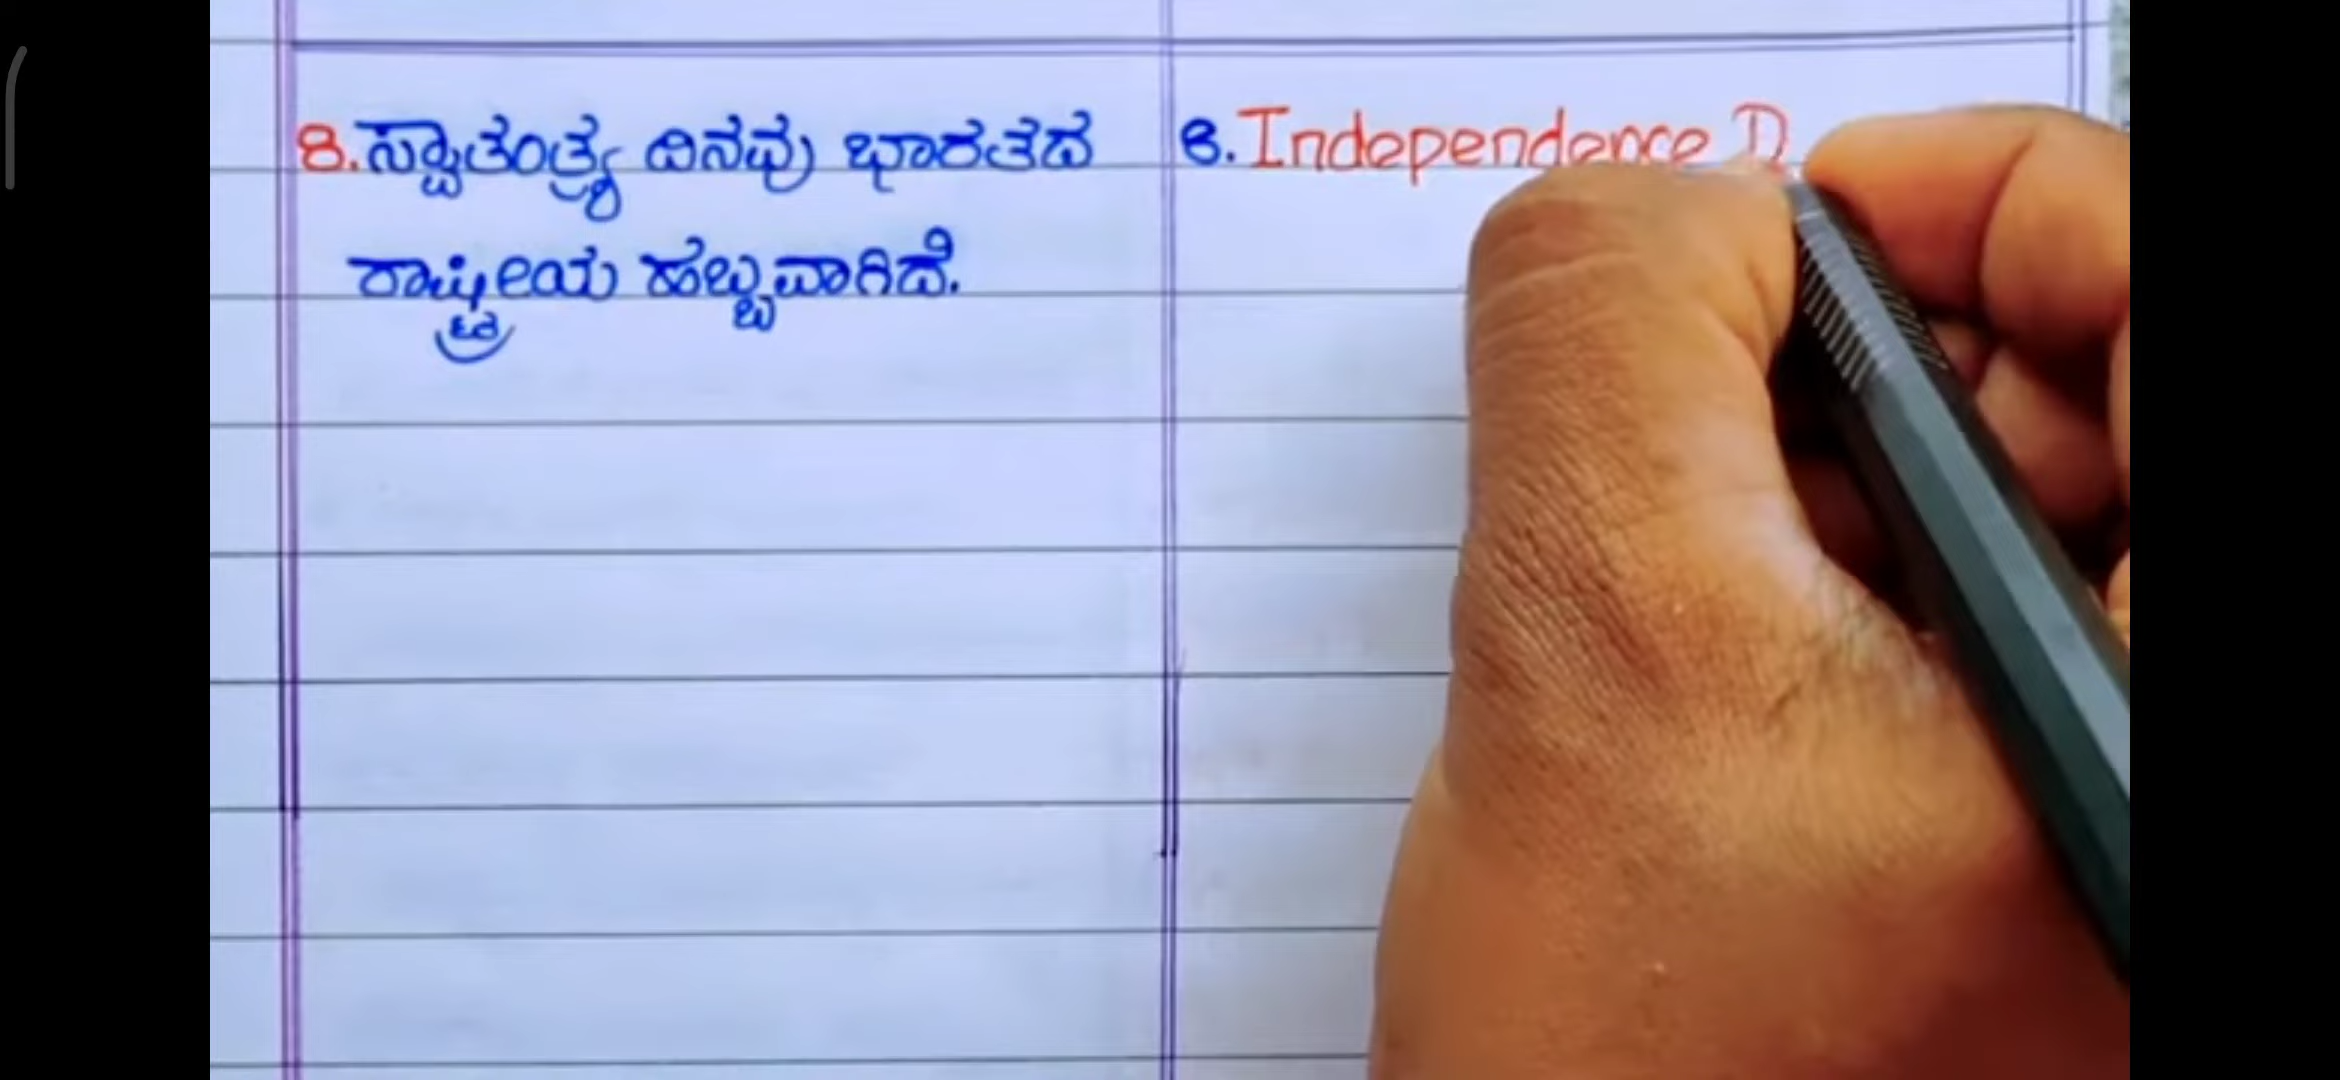 8. ಸ್ವಾತಂತ್ರ್ಯ ದಿನವು ಭಾರತದ
ರಾಷ್ಟ್ರೀಯ ಹಬ್ಬವಾಗಿದೆ.
8. Independence D